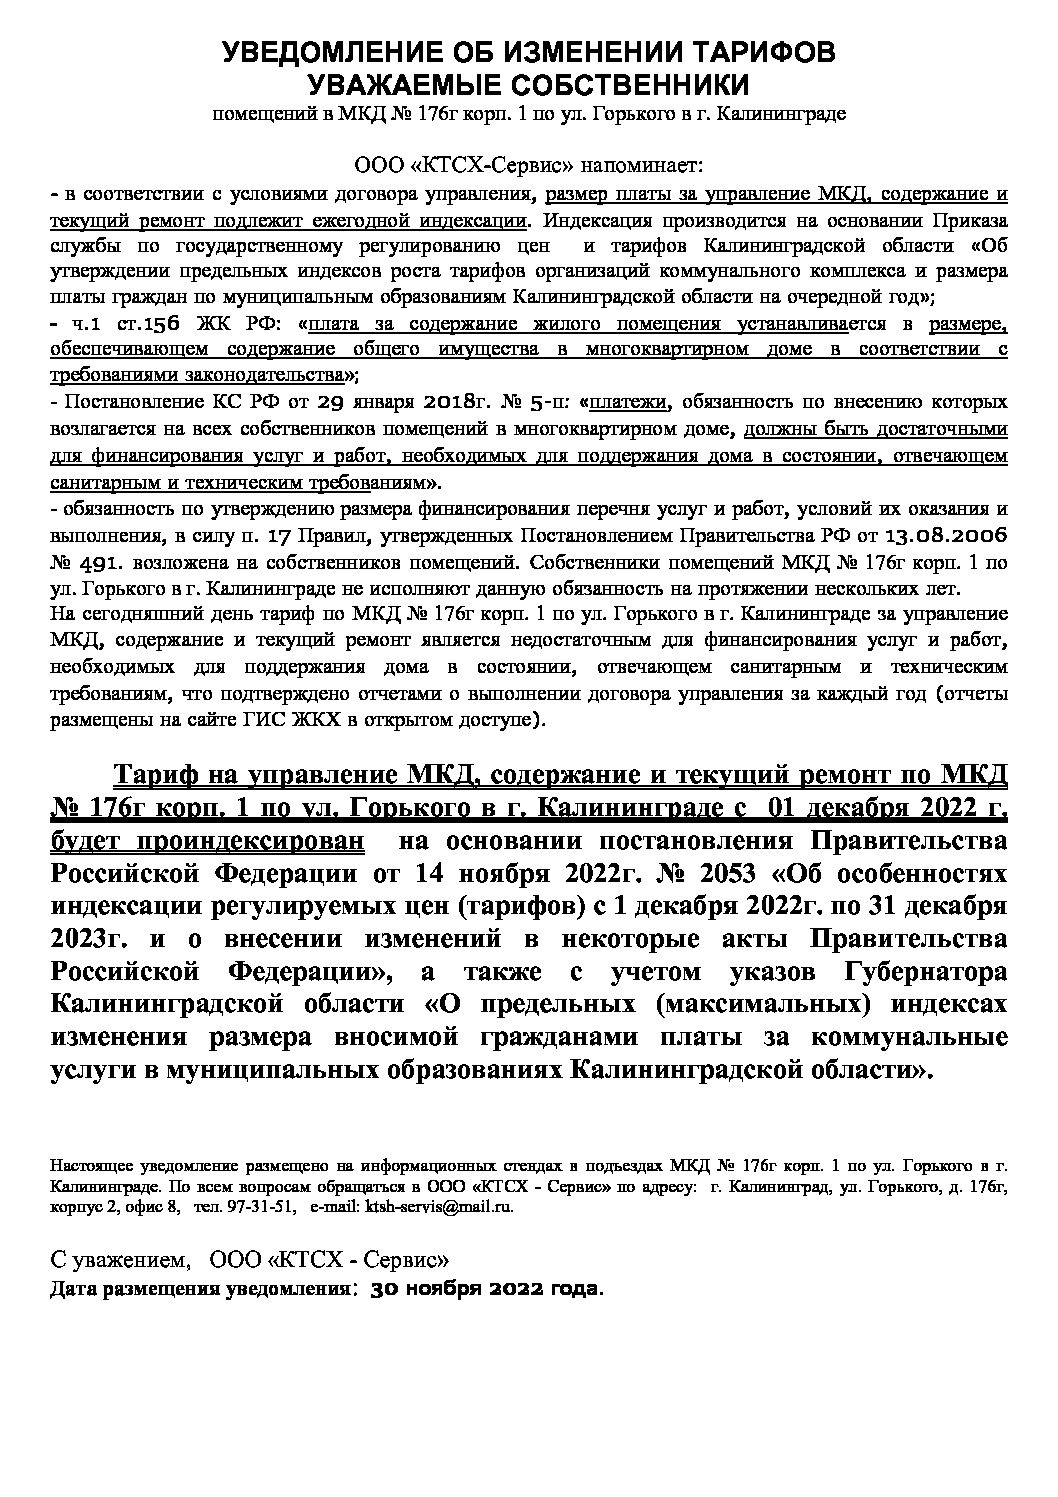 УВЕДОМЛЕНИЕ ОБ ИЗМЕНЕНИИ ТАРИФОВ
УВАЖАЕМЫЕ СОБСТВЕННИКИ
помещений в МКД № 176г корп. 1 по ул. Горького в г. Калининграде
ООО «КТСХ-Сервис» напоминает:
- в соответствии с условиями договора управления, размер платы за управление МКД, содержание и
текущий ремонт подлежит ежегодной индексации. Индексация производится на основании Приказа
службы по государственному регулированию цен и тарифов Калининградской области «Об
утверждении предельных индексов роста тарифов организаций коммунального комплекса и размера
платы граждан по муниципальным образованиям Калининградской области на очередной год»;
- ч.1 ст.156 ЖК РФ: «плата за содержание жилого помещения устанавливается в размере,
обеспечивающем содержание общего имущества в многоквартирном доме в соответствии с
требованиями законодательства»;
- Постановление КС РФ от 29 января 2018г. № 5-п: «платежи, обязанность по внесению которых
возлагается на всех собственников помещений в многоквартирном доме, должны быть достаточными
для финансирования услуг и работ, необходимых для поддержания дома в состоянии, отвечающем
санитарным и техническим требованиям».
- обязанность по утверждению размера финансирования перечня услуг и работ, условий их оказания и
выполнения, в силу п. 17 Правил, утвержденных Постановлением Правительства РФ от 13.08.2006
№ 491. возложена на собственников помещений. Собственники помещений МКД № 176г корп. 1 по
ул. Горького в г. Калининграде не исполняют данную обязанность на протяжении нескольких лет.
На сегодняшний день тариф по МКД № 176г корп. 1 по ул. Горького в г. Калининграде за управление
МКД, содержание и текущий ремонт является недостаточным для финансирования услуг и работ,
необходимых для поддержания дома в состоянии, отвечающем санитарным и техническим
требованиям, что подтверждено отчетами о выполнении договора управления за каждый год (отчеты
размещены на сайте ГИС ЖКХ в открытом доступе).
Тариф на управление МКД, содержание и текущий ремонт по МКД
№ 176г корп. 1 по ул. Горького в г. Калининграде с 01 декабря 2022 г.
будет проиндексирован на основании постановления Правительства
Российской Федерации от 14 ноября 2022г. № 2053 «Об особенностях
индексации регулируемых цен (тарифов) с 1 декабря 2022г. по 31 декабря
2023г. и о внесении изменений в некоторые акты Правительства
Российской Федерации», а также с учетом указов Губернатора
Калининградской области «О предельных (максимальных) индексах
изменения размера вносимой гражданами платы за коммунальные
услуги в муниципальных образованиях Калининградской области».
Настоящее уведомление размещено на информационных стендах в подъездах МКД № 176г корп. 1 по ул. Горького в г.
Калининграде. По всем вопросам обращаться в ООО «КТСХ - Сервис» по адресу: г. Калининград, ул. Горького, д. 176г,
корпус 2, офис 8, тел. 97-31-51, e-mail: ktsh-servis@mail.ru.
С уважением, ООО «КТСХ - Сервис»
Дата размещения уведомления: 30 ноября 2022 года.